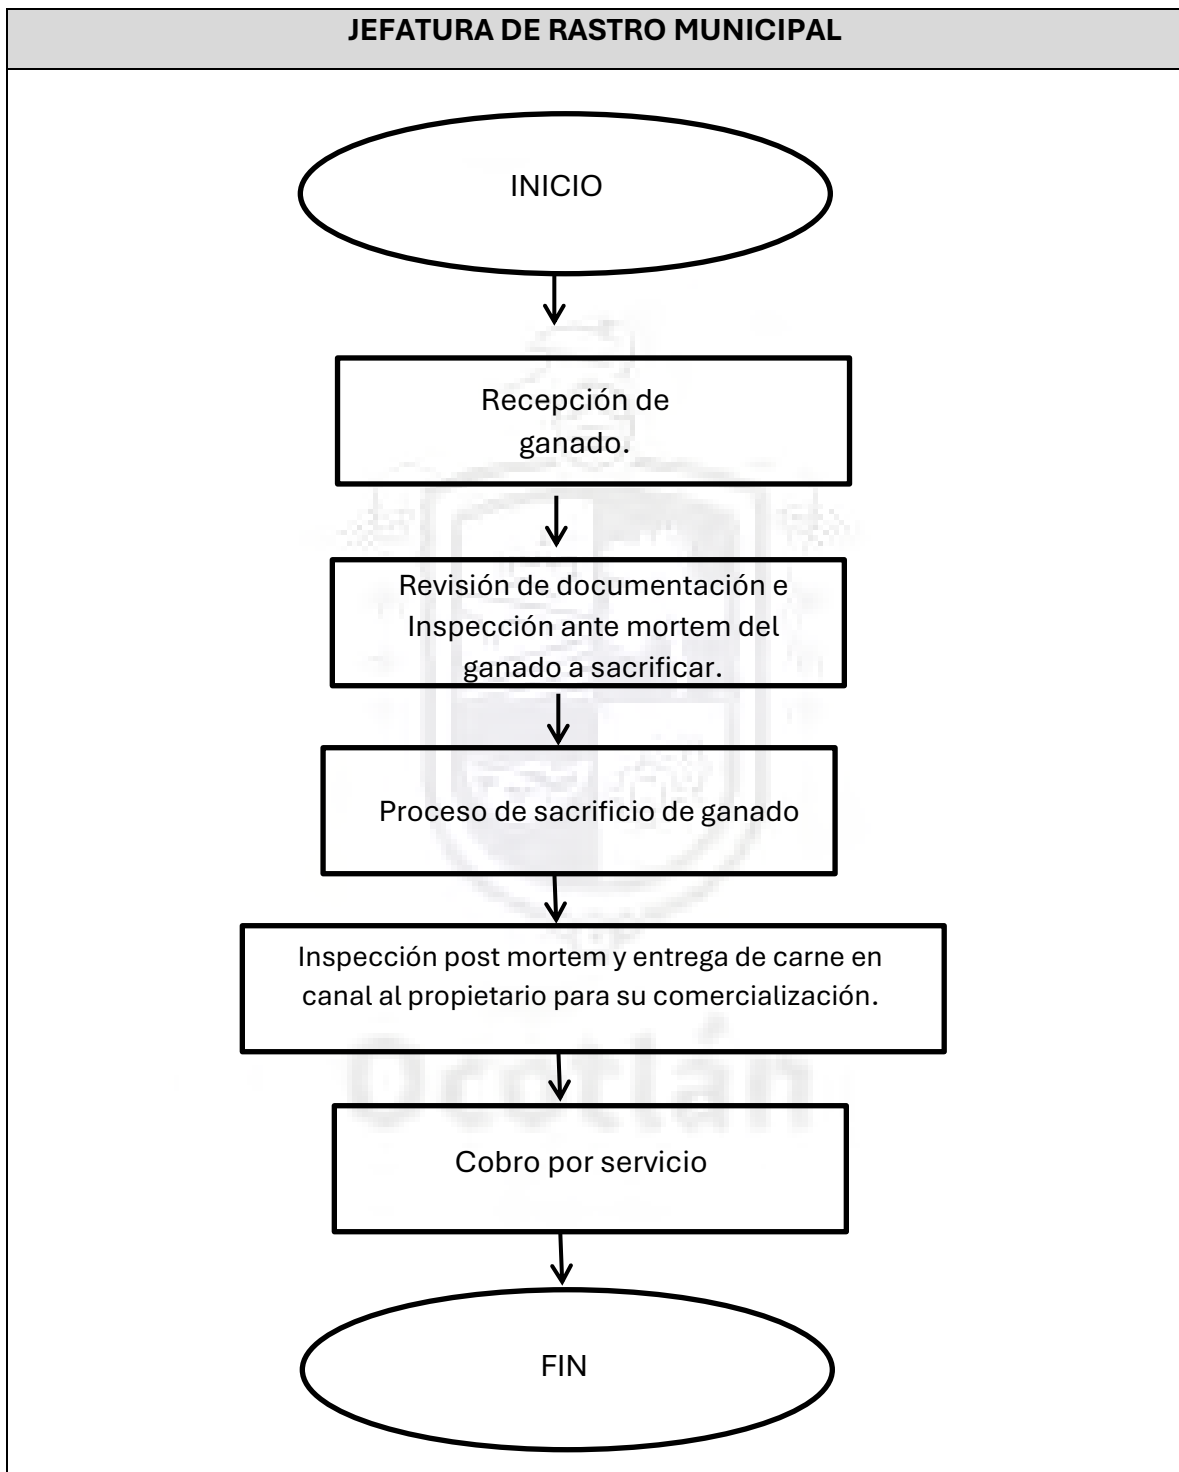 JEFATURA DE RASTRO MUNICIPAL
INICIO
Recepción de
ganado.
Revisión de documentación e
Inspección ante mortem del
ganado a sacrificar.
Proceso de sacrificio de ganado
Inspección post mortem y entrega de carne en
canal al propietario para su comercialización.
Ocotlán
Cobro por servicio
FIN